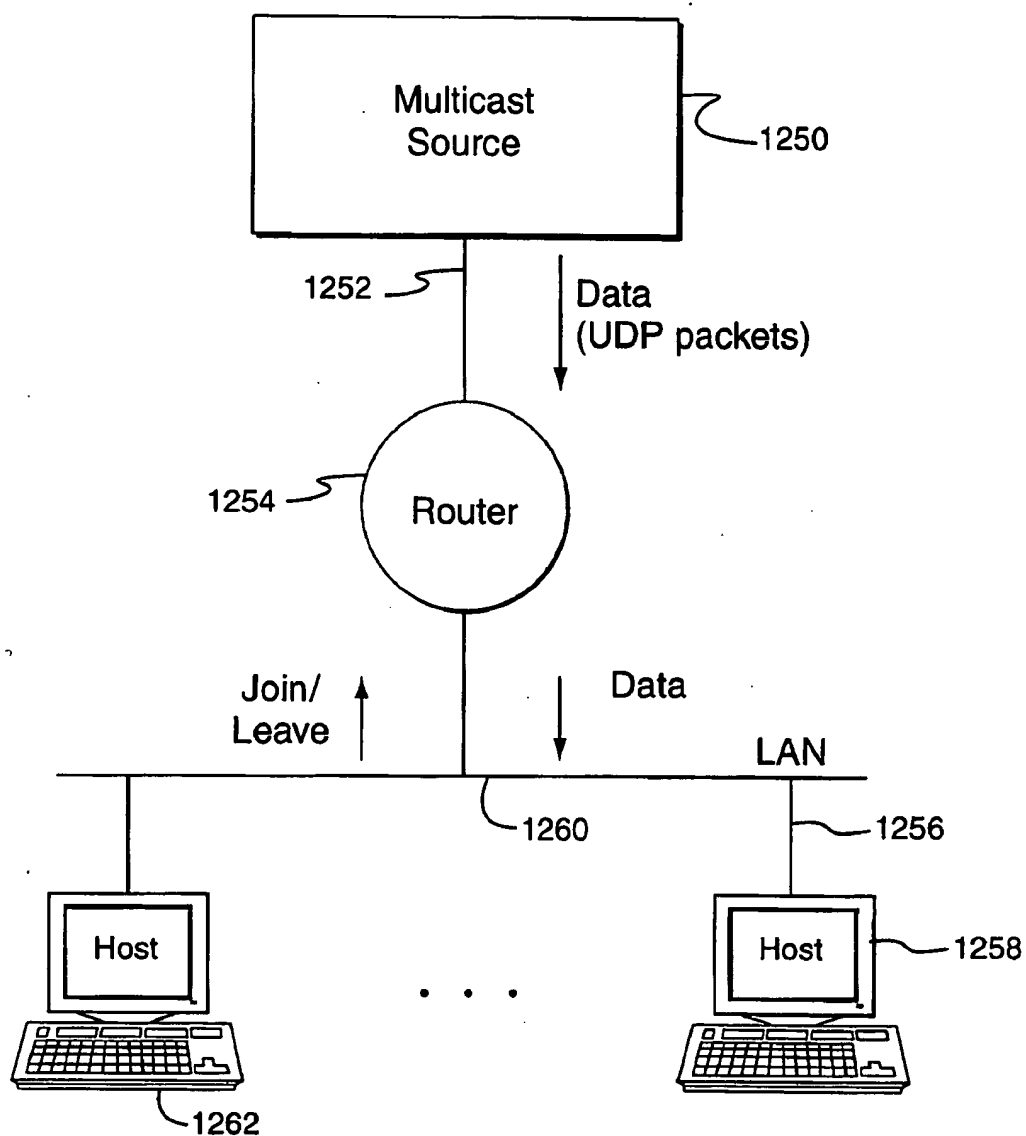 Multicast
Source
1250
1252
Data
(UDP packets)
1254
Router
Join/
Leave
Data
LAN
1260
1256
Host
Host
1258
1262